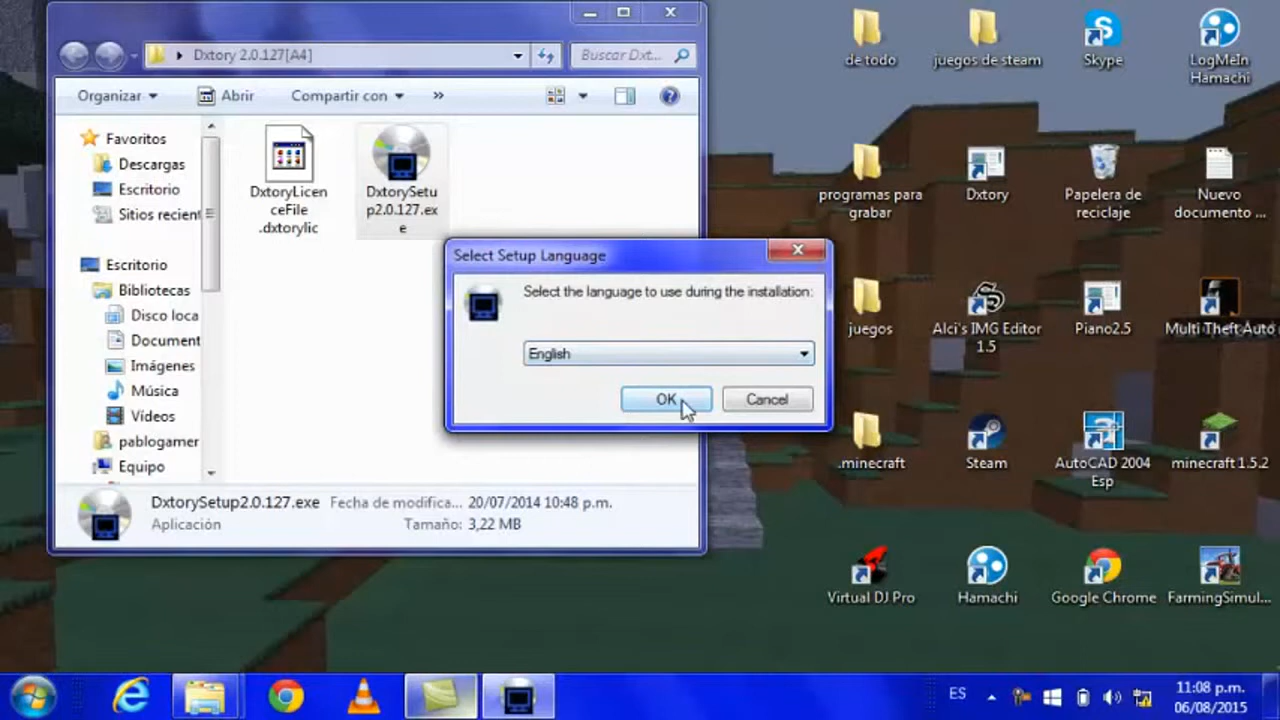 Dxtory 2.0.127[A4]
Buscar Dxt...
Organizar
Abrir
Compartir con
»
Favoritos
Descargas
Escritorio
Sitios recient
Escritorio
Bibliotecas
Disco loca
Document
Imágenes
Música
Vídeos
pablogamer
Equipo
DxtoryLicen
ceFile
.dxtorylic
DxtorySetu
p2.0.127.ex
e
Select Setup Language
Select the language to use during the installation:
English
OK
Cancel
DxtorySetup2.0.127.exe
Fecha de modifica... 20/07/2014 10:48 p.m.
Aplicación
Tamaño: 3,22 MB
de todo
juegos de steam
Skype
LogMeIn
Hamachi
programas para
grabar
Dxtory
Papelera de
reciclaje
Nuevo
documento ...
juegos
Alci's IMG Editor
1.5
Piano2.5
Multi Theft Auto
.minecraft
Steam
AutoCAD 2004
Esp
minecraft 1.5.2
Virtual DJ Pro
Hamachi
Google Chrome
FarmingSimul...
ES
11:08 p.m.
06/08/2015